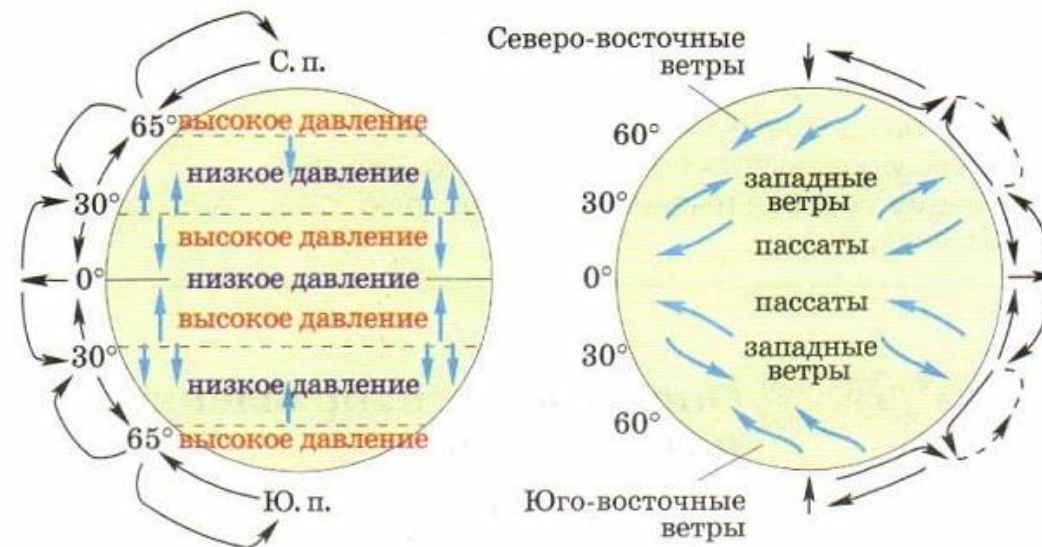 С. п.
65°
высокое давление
низкое давление
30°
высокое давление
0°
низкое давление
высокое давление
30°
низкое давление
65°
высокое давление
Ю. п.
Северо-восточные
ветры
60°
30°
западные
ветры
пассаты
0°
пассаты
30°
западные
ветры
60°
Юго-восточные
ветры